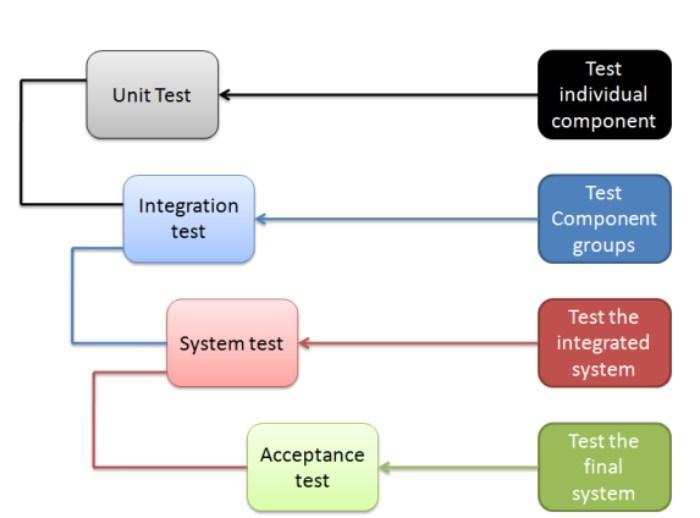 Unit Test
Test
individual
component
Integration
test
Test
Component
groups
System test
Test the
integrated
system
Acceptance
test
Test the
final
system